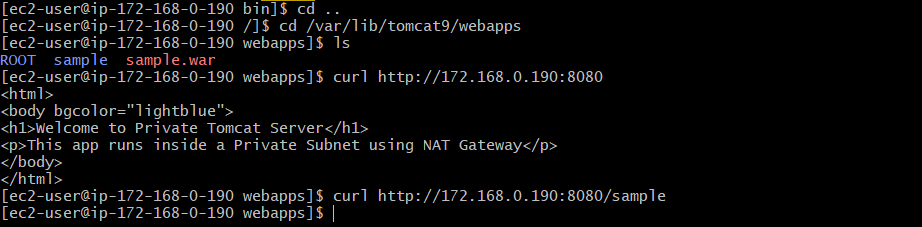 [ec2-user@ip-172-168-0-190 bin]$ cd ..
[ec2-user@ip-172-168-0-190 /]$ cd /var/lib/tomcat9/webapps
[ec2-user@ip-172-168-0-190 webapps]$ ls
ROOT  sample  sample.war
[ec2-user@ip-172-168-0-190 webapps]$ curl http://172.168.0.190:8080
<html>
<body bgcolor="lightblue">
<h1>Welcome to Private Tomcat Server</h1>
<p>This app runs inside a Private Subnet using NAT Gateway</p>
</body>
</html>
[ec2-user@ip-172-168-0-190 webapps]$ curl http://172.168.0.190:8080/sample
[ec2-user@ip-172-168-0-190 webapps]$